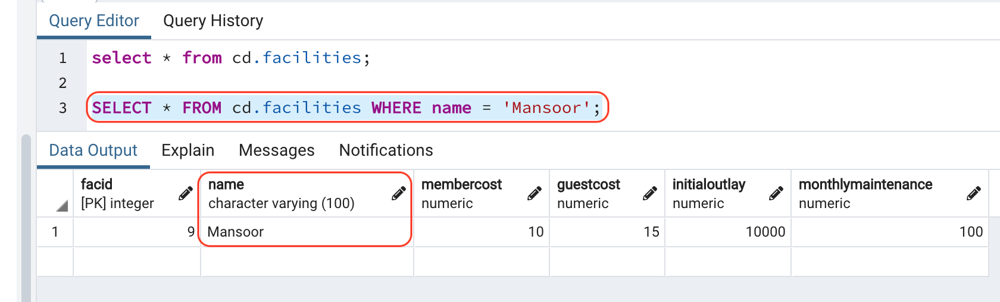 Query Editor Query History
1 select * from cd.facilities;
2
3 SELECT * FROM cd.facilities WHERE name = 'Mansoor';
Data Output Explain Messages Notifications
facid name membercost guestcost initialoutlay monthlymaintenance
[PK] integer character varying (100) numeric numeric numeric numeric
1 9 Mansoor 10 15 10000 100